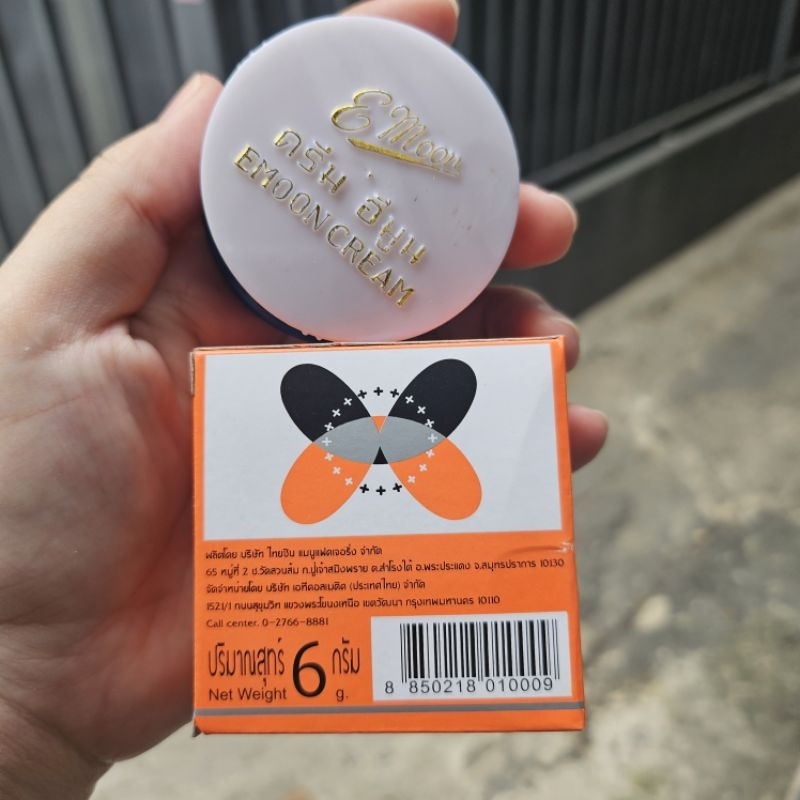 E'Moon
ครีม อีมูน
EMOON CREAM
ผลิตโดย บริษัท ไทยชิน แมนูแฟคเจอริ่ง จำกัด
65 หมู่ที่ 2 ซ.วัดสวนส้ม ถ.ปู่เจ้าสมิงพราย ต.สำโรงใต้ อ.พระประแดง จ.สมุทรปราการ 10130
จัดจำหน่ายโดย บริษัท เอทีคอสเมติค (ประเทศไทย) จำกัด
1521/1 ถนนสุขุมวิท แขวงพระโขนงเหนือ เขตวัฒนา กรุงเทพมหานคร 10110
Call center. 0-2766-8881
ปริมาณสุทธิ์ 6 กรัม
Net Weight g.
8 850218 010009